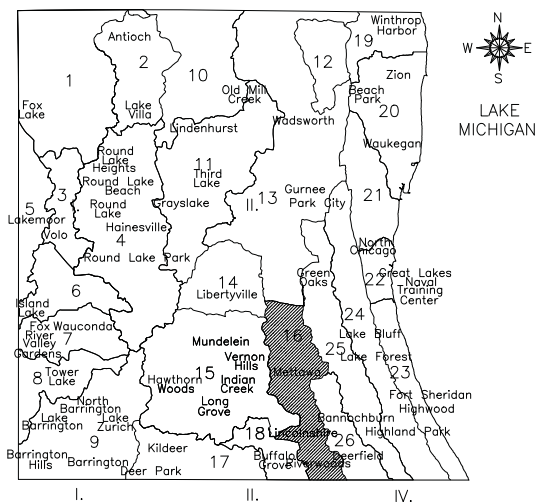 Winthrop
Harbor
19
N
W E
S
Antioch
1
2
10
12
Zion
Old Mill
Creek
Beach
Park
20
Fox
Lake
Lake
Villa
LAKE
MICHIGAN
Wadsworth
Lindenhurst
Waukegan
Round
Lake
Heights
11
Third
Lake
Round Lake
Beach
3
13
Gurnee
21
5
Round
Lake
Grayslake
II.
Park City
Lakemoor
Hainesville
Volo
4
North
Chicago
Round Lake Park
14
Green
Oaks
22
Great Lakes
Naval
Training
Center
6
Libertyville
Island
Lake
24
Fox
River
Valley
Gardens
Wauconda
7
16
Lake Bluff
Mundelein
25
Lake Forest
Vernon
Hills
8
Tower
Lake
Hawthorn
Woods
15
Indian
Creek
Mettawa
23
North
Barrington
Long
Grove
Fort Sheridan
Lake
Barrington
Lake
Zurich
Highwood
Bannockburn
18
Lincolnshire
Highland Park
9
Kildeer
26
Barrington
Hills
Barrington
17
Buffalo
Grove
Deerfield
Riverwoods
Deer Park
I.
II.
IV.